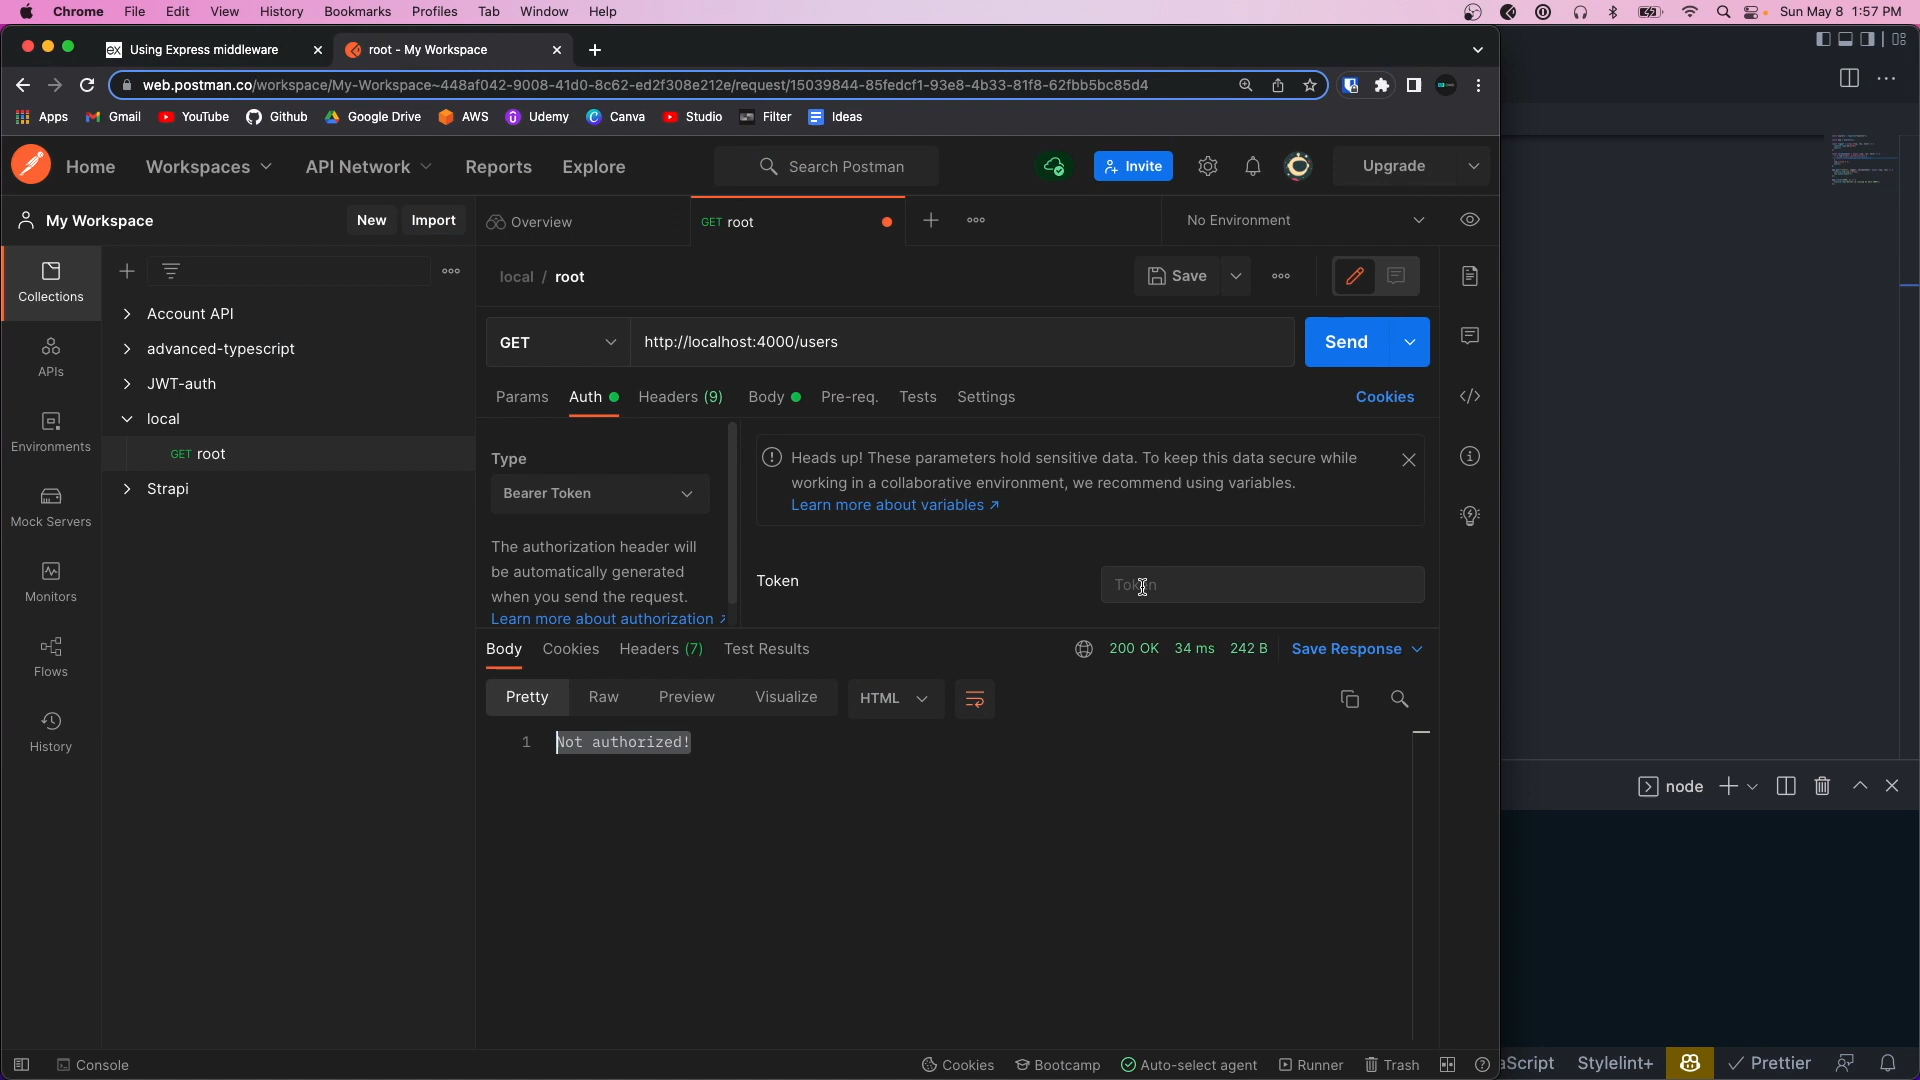 Chrome File Edit View History Bookmarks Profiles Tab Window Help Sun May 8 1:57 PM
ex Using Express middleware root - My Workspace
web.postman.co/workspace/My-Workspace~448af042-9008-41d0-8c62-ed2f308e212e/request/15039844-85fedcf1-93e8-4b33-81f8-62fbb5bc85d4
Apps Gmail YouTube Github Google Drive AWS Udemy Canva Studio Filter Ideas
Home Workspaces API Network Reports Explore Search Postman Invite Upgrade
My Workspace New Import Overview GET root No Environment
Collections
APIs
Environments
Mock Servers
Monitors
Flows
History
Account API
advanced-typescript
JWT-auth
local
GET root
Strapi
local / root Save
GET http://localhost:4000/users Send
Params Auth Headers (9) Body Pre-req. Tests Settings Cookies
Type
Bearer Token
The authorization header will
be automatically generated
when you send the request.
Learn more about authorization
Heads up! These parameters hold sensitive data. To keep this data secure while
working in a collaborative environment, we recommend using variables.
Learn more about variables
Token Token
Body Cookies Headers (7) Test Results 200 OK 34 ms 242 B Save Response
Pretty Raw Preview Visualize HTML
1 Not authorized!
node
Console Cookies Bootcamp Auto-select agent Runner Trash
aScript Stylelint+ Prettier